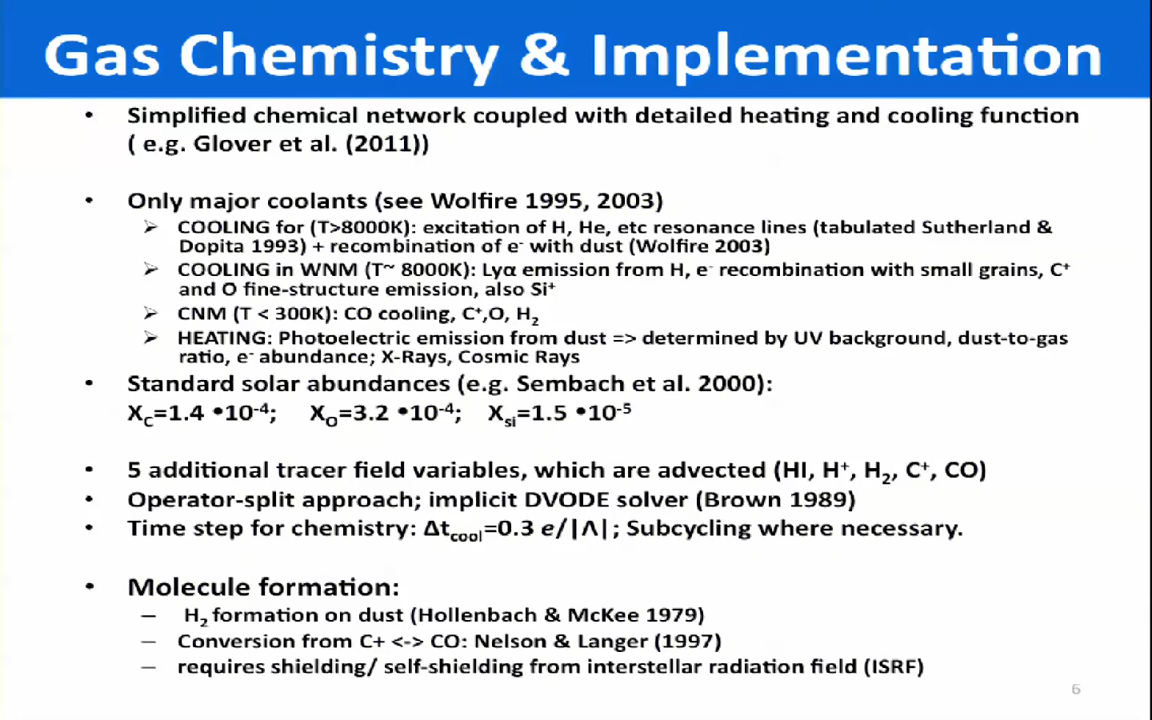 Gas Chemistry & Implementation
• Simplified chemical network coupled with detailed heating and cooling function
( e.g. Glover et al. (2011))
• Only major coolants (see Wolfire 1995, 2003)
➢ COOLING for (T>8000K): excitation of H, He, etc resonance lines (tabulated Sutherland &
Dopita 1993) + recombination of e⁻ with dust (Wolfire 2003)
➢ COOLING in WNM (T~ 8000K): Lyα emission from H, e⁻ recombination with small grains, C⁺
and O fine-structure emission, also Si⁺
➢ CNM (T < 300K): CO cooling, C⁺,O, H₂
➢ HEATING: Photoelectric emission from dust => determined by UV background, dust-to-gas
ratio, e⁻ abundance; X-Rays, Cosmic Rays
• Standard solar abundances (e.g. Sembach et al. 2000):
X_C=1.4 •10⁻⁴; X_O=3.2 •10⁻⁴; X_si=1.5 •10⁻⁵
• 5 additional tracer field variables, which are advected (HI, H⁺, H₂, C⁺, CO)
• Operator-split approach; implicit DVODE solver (Brown 1989)
• Time step for chemistry: Δt_cool=0.3 e/|Λ|; Subcycling where necessary.
• Molecule formation:
– H₂ formation on dust (Hollenbach & McKee 1979)
– Conversion from C+ <-> CO: Nelson & Langer (1997)
– requires shielding/ self-shielding from interstellar radiation field (ISRF)
6